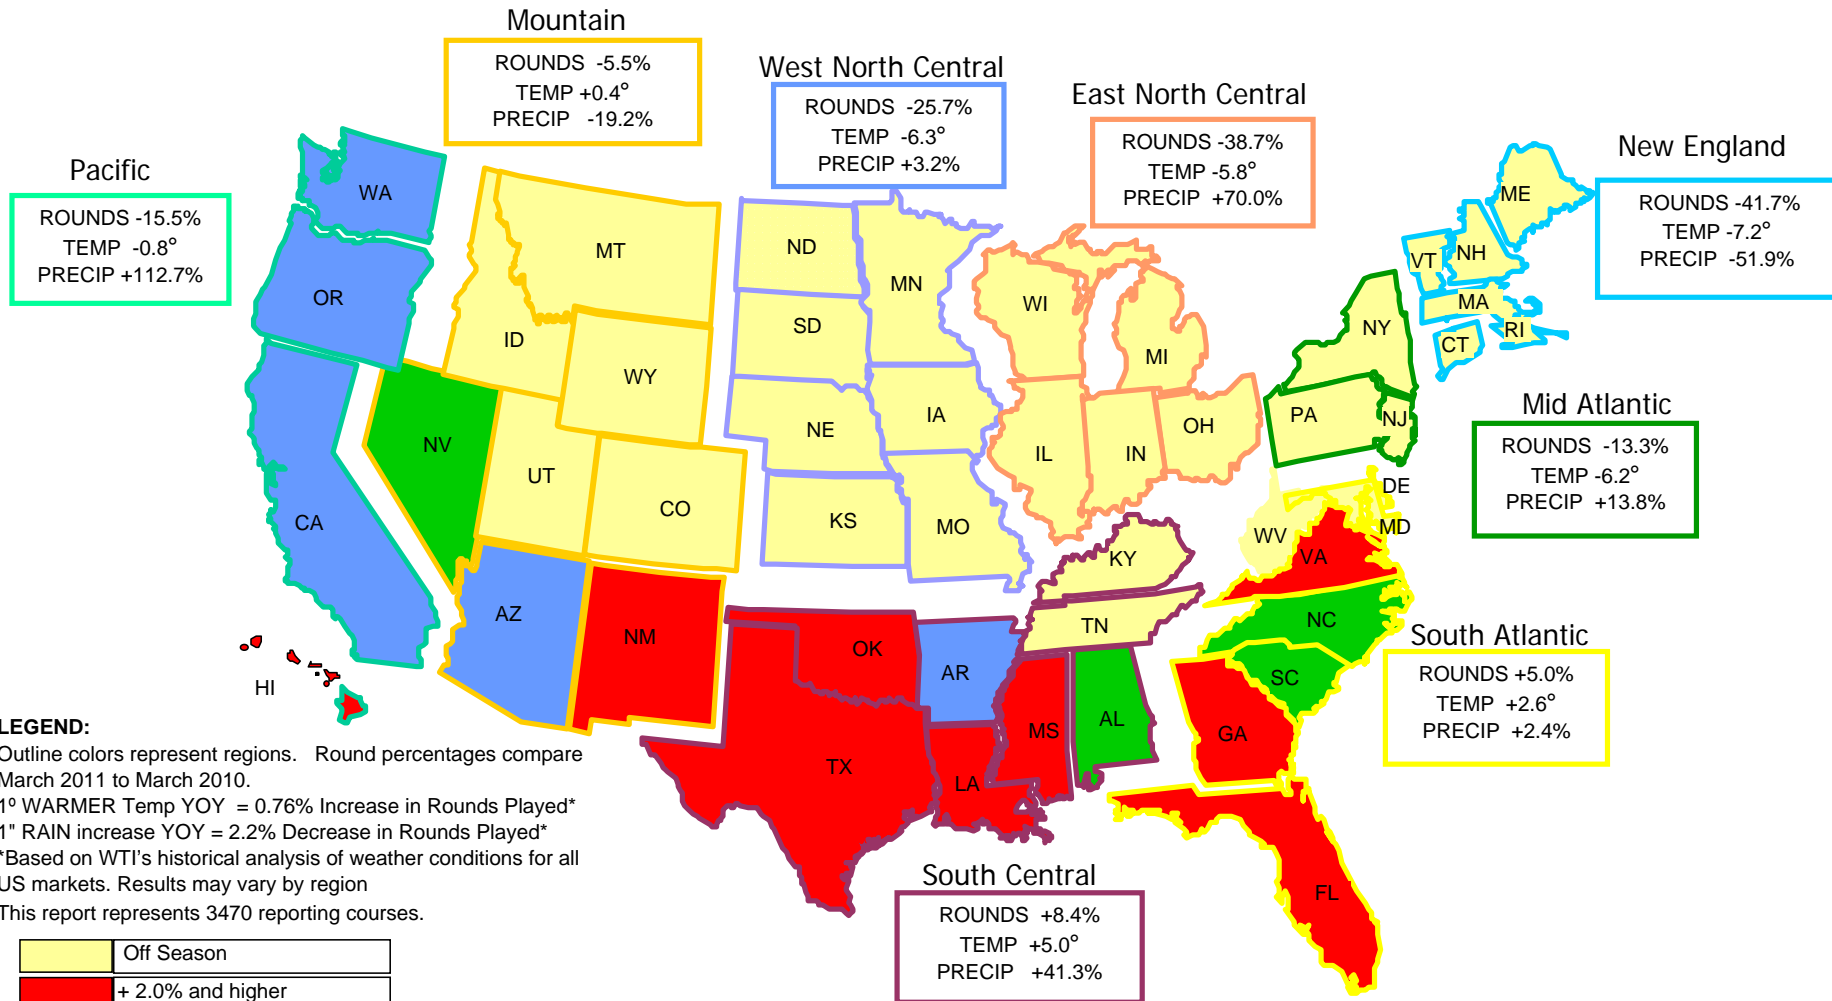 Mountain
ROUNDS -5.5%
TEMP +0.4°
PRECIP -19.2%
West North Central
ROUNDS -25.7%
TEMP -6.3°
PRECIP +3.2%
East North Central
ROUNDS -38.7%
TEMP -5.8°
PRECIP +70.0%
New England
ROUNDS -41.7%
TEMP -7.2°
PRECIP -51.9%
Pacific
ROUNDS -15.5%
TEMP -0.8°
PRECIP +112.7%
WA
OR
CA
HI
MT
ID
WY
NV
UT
CO
AZ
NM
ND
SD
NE
KS
MN
IA
MO
WI
MI
IL
IN
OH
ME
VT
NH
MA
RI
CT
NY
PA
NJ
Mid Atlantic
ROUNDS -13.3%
TEMP -6.2°
PRECIP +13.8%
DE
MD
WV
VA
NC
SC
GA
FL
KY
TN
OK
AR
TX
LA
MS
AL
South Atlantic
ROUNDS +5.0%
TEMP +2.6°
PRECIP +2.4%
South Central
ROUNDS +8.4%
TEMP +5.0°
PRECIP +41.3%
LEGEND:
Outline colors represent regions. Round percentages compare
March 2011 to March 2010.
1º WARMER Temp YOY = 0.76% Increase in Rounds Played*
1" RAIN increase YOY = 2.2% Decrease in Rounds Played*
*Based on WTI's historical analysis of weather conditions for all
US markets. Results may vary by region
This report represents 3470 reporting courses.
Off Season
+ 2.0% and higher